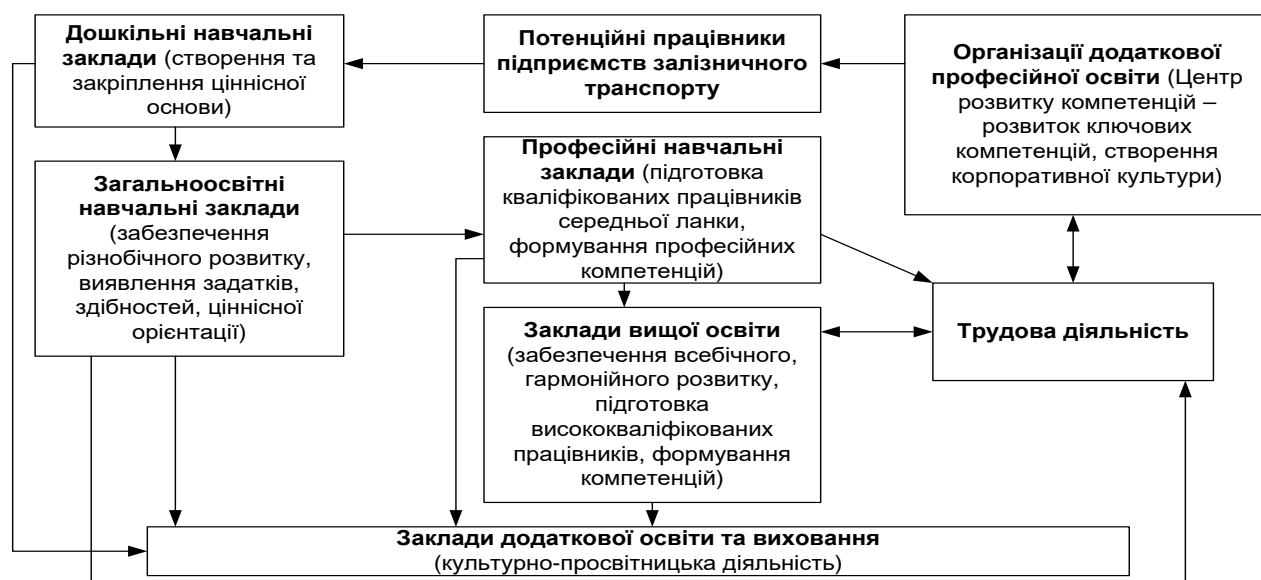 Дошкільні навчальні
заклади (створення та
закріплення ціннісної
основи)
Потенційні працівники
підприємств залізничного
транспорту
Організації додаткової
професійної освіти (Центр
розвитку компетенцій –
розвиток ключових
компетенцій, створення
корпоративної культури)
Загальноосвітні
навчальні заклади
(забезпечення
різнобічного розвитку,
виявлення задатків,
здібностей, ціннісної
орієнтації)
Професійні навчальні
заклади (підготовка
кваліфікованих працівників
середньої ланки,
формування професійних
компетенцій)
Заклади вищої освіти
(забезпечення всебічного,
гармонійного розвитку,
підготовка
висококваліфікованих
працівників, формування
компетенцій)
Трудова діяльність
Заклади додаткової освіти та виховання
(культурно-просвітницька діяльність)